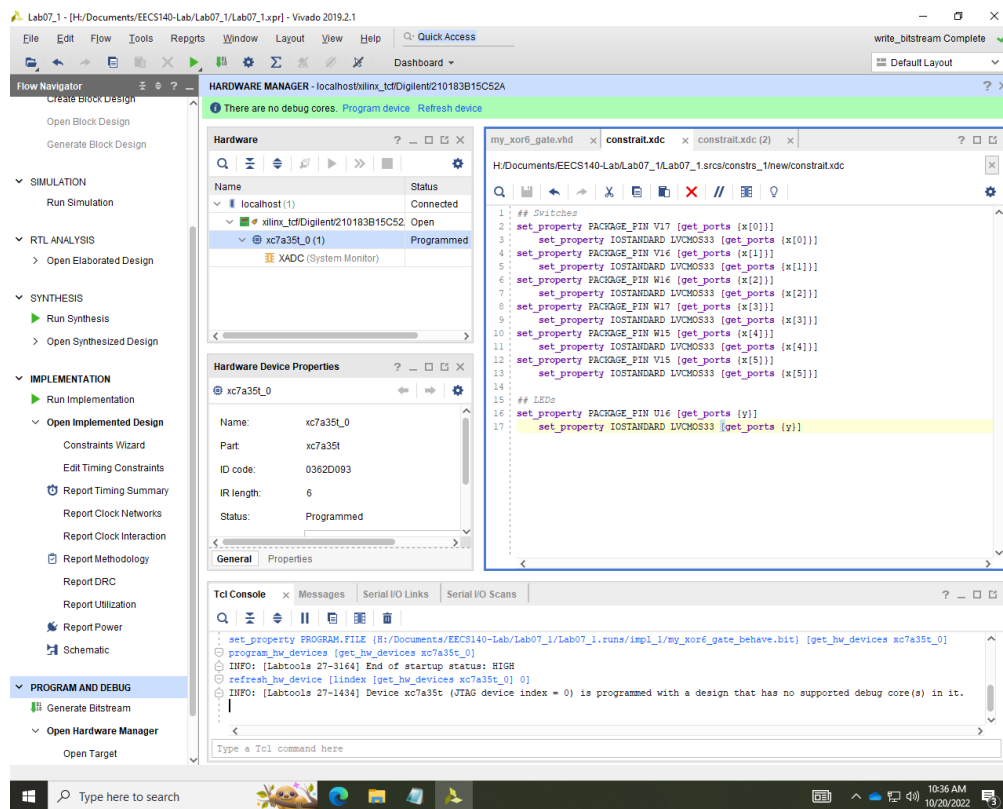 Lab07_1 - [H:/Documents/EECS140-Lab/Lab07_1/Lab07_1.xpr] - Vivado 2019.2.1
File Edit Flow Tools Reports Window Layout View Help Quick Access
write_bitstream Complete
Dashboard
Default Layout
Flow Navigator
HARDWARE MANAGER - localhost/xilinx_tcf/Digilent/210183B15C52A
There are no debug cores. Program device Refresh device
Create Block Design
Open Block Design
Generate Block Design
SIMULATION
Run Simulation
RTL ANALYSIS
Open Elaborated Design
SYNTHESIS
Run Synthesis
Open Synthesized Design
IMPLEMENTATION
Run Implementation
Open Implemented Design
Constraints Wizard
Edit Timing Constraints
Report Timing Summary
Report Clock Networks
Report Clock Interaction
Report Methodology
Report DRC
Report Utilization
Report Power
Schematic
PROGRAM AND DEBUG
Generate Bitstream
Open Hardware Manager
Open Target
Hardware
Name Status
localhost (1) Connected
xilinx_tcf/Digilent/210183B15C52 Open
xc7a35t_0 (1) Programmed
XADC (System Monitor)
Hardware Device Properties
xc7a35t_0
Name: xc7a35t_0
Part: xc7a35t
ID code: 0362D093
IR length: 6
Status: Programmed
General Properties
my_xor6_gate.vhd constrait.xdc constrait.xdc (2)
H:/Documents/EECS140-Lab/Lab07_1/Lab07_1.srcs/constrs_1/new/constrait.xdc
1 ## Switches
2 set_property PACKAGE_PIN V17 [get_ports {x[0]}]
3 set_property IOSTANDARD LVCMOS33 [get_ports {x[0]}]
4 set_property PACKAGE_PIN V16 [get_ports {x[1]}]
5 set_property IOSTANDARD LVCMOS33 [get_ports {x[1]}]
6 set_property PACKAGE_PIN W16 [get_ports {x[2]}]
7 set_property IOSTANDARD LVCMOS33 [get_ports {x[2]}]
8 set_property PACKAGE_PIN W17 [get_ports {x[3]}]
9 set_property IOSTANDARD LVCMOS33 [get_ports {x[3]}]
10 set_property PACKAGE_PIN W15 [get_ports {x[4]}]
11 set_property IOSTANDARD LVCMOS33 [get_ports {x[4]}]
12 set_property PACKAGE_PIN V15 [get_ports {x[5]}]
13 set_property IOSTANDARD LVCMOS33 [get_ports {x[5]}]
14
15 ## LEDs
16 set_property PACKAGE_PIN U16 [get_ports {y}]
17 set_property IOSTANDARD LVCMOS33 [get_ports {y}]
Tcl Console Messages Serial I/O Links Serial I/O Scans
set_property PROGRAM.FILE {H:/Documents/EECS140-Lab/Lab07_1/Lab07_1.runs/impl_1/my_xor6_gate_behave.bit} [get_hw_devices xc7a35t_0]
program_hw_devices [get_hw_devices xc7a35t_0]
INFO: [Labtools 27-3164] End of startup status: HIGH
refresh_hw_device [lindex [get_hw_devices xc7a35t_0] 0]
INFO: [Labtools 27-1434] Device xc7a35t (JTAG device index = 0) is programmed with a design that has no supported debug core(s) in it.
Type a Tcl command here
Type here to search
10:36 AM
10/20/2022
3